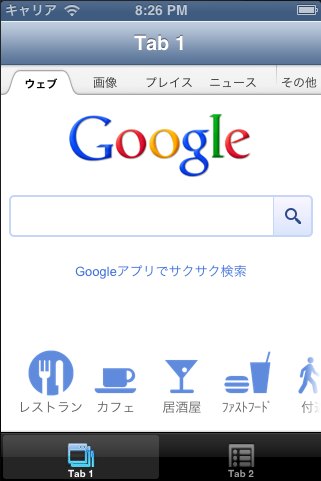 キャリア 8:26 PM
Tab 1
ウェブ 画像 プレイス ニュース その他
Google
Googleアプリでサクサク検索
レストラン カフェ 居酒屋 ﾌｧｽﾄﾌｰﾄﾞ 付
Tab 1 Tab 2